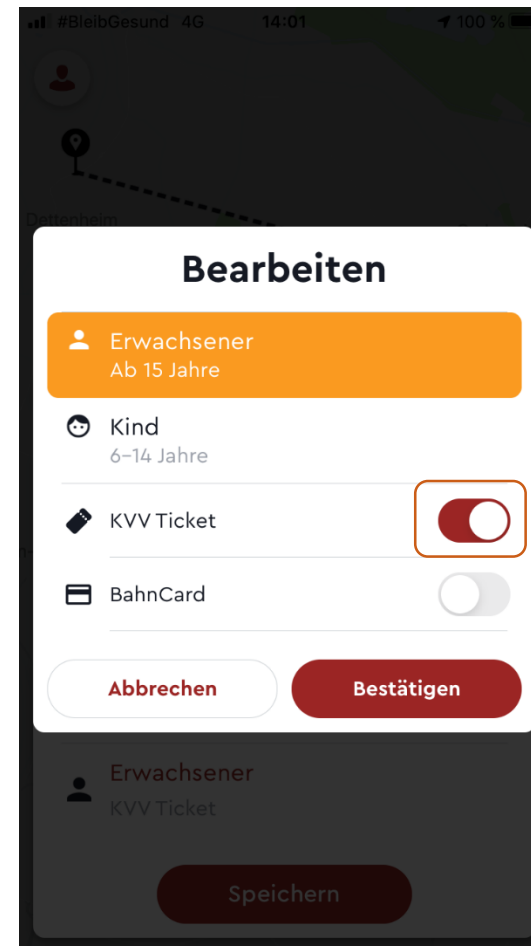 #BleibGesund 4G 14:01 100 %
Dettenheim
Bearbeiten
Erwachsener
Ab 15 Jahre
Kind
6–14 Jahre
KVV Ticket
BahnCard
Abbrechen Bestätigen
Erwachsener
KVV Ticket
Speichern